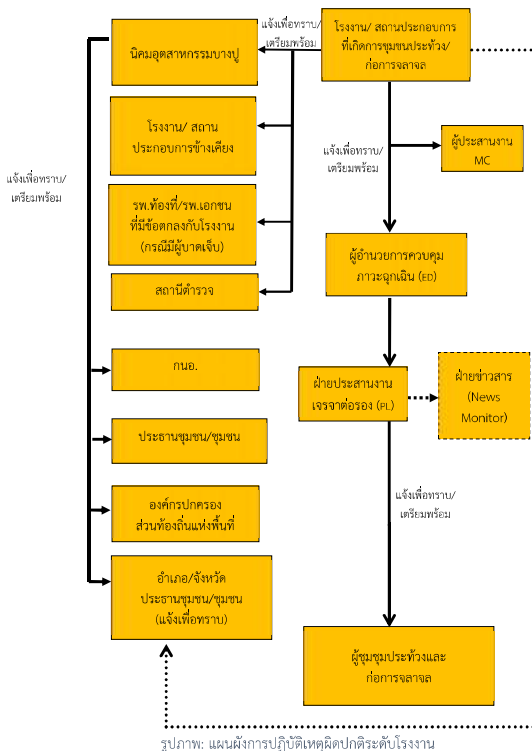 แจ้งเพื่อทราบ/
เตรียมพร้อม
นิคมอุตสาหกรรมบางปู
โรงงาน/ สถานประกอบการ
ที่เกิดการชุมชนประท้วง/
ก่อการจลาจล
โรงงาน/ สถาน
ประกอบการข้างเคียง
แจ้งเพื่อทราบ/
เตรียมพร้อม
ผู้ประสานงาน
MC
แจ้งเพื่อทราบ/
เตรียมพร้อม
รพ.ท้องที่/รพ.เอกชน
ที่มีข้อตกลงกับโรงงาน
(กรณีมีผู้บาดเจ็บ)
ผู้อำนวยการควบคุม
ภาวะฉุกเฉิน (ED)
สถานีตำรวจ
กนอ.
ฝ่ายประสานงาน
เจรจาต่อรอง (PL)
ฝ่ายข่าวสาร
(News
Monitor)
ประธานชุมชน/ชุมชน
องค์กรปกครอง
ส่วนท้องถิ่นแห่งพื้นที่
แจ้งเพื่อทราบ/
เตรียมพร้อม
อำเภอ/จังหวัด
ประธานชุมชน/ชุมชน
(แจ้งเพื่อทราบ)
ผู้ชุมชุมประท้วงและ
ก่อการจลาจล
รูปภาพ: แผนผังการปฏิบัติเหตุผิดปกติระดับโรงงาน